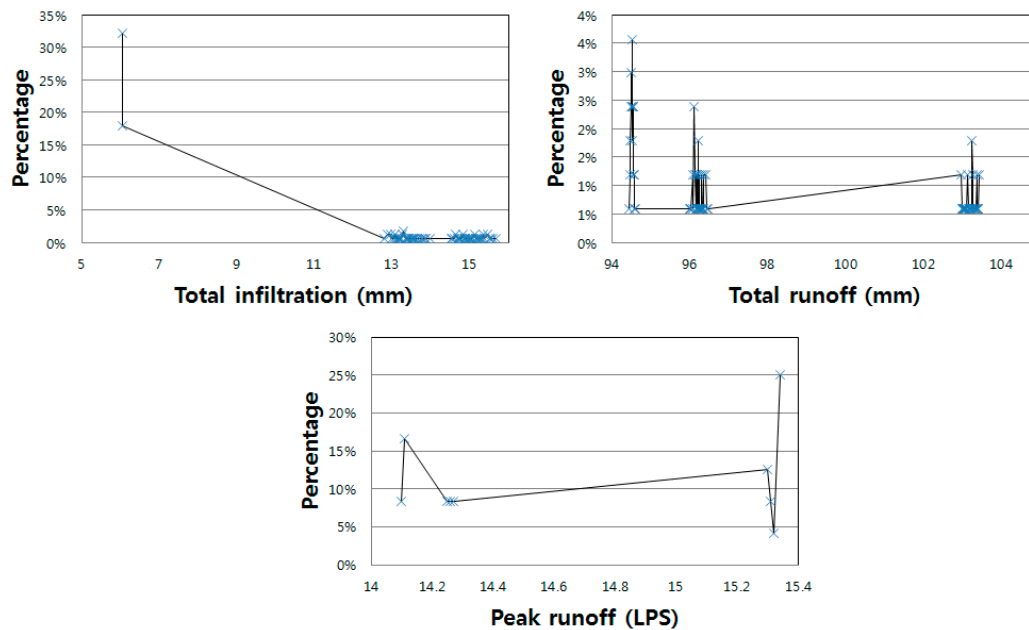 35%
30%
25%
20%
15%
10%
5%
0%
Percentage
5 7 9 11 13 15
Total infiltration (mm)
4%
4%
3%
3%
2%
2%
1%
1%
0%
Percentage
94 96 98 100 102 104
Total runoff (mm)
30%
25%
20%
15%
10%
5%
0%
Percentage
14 14.2 14.4 14.6 14.8 15 15.2 15.4
Peak runoff (LPS)